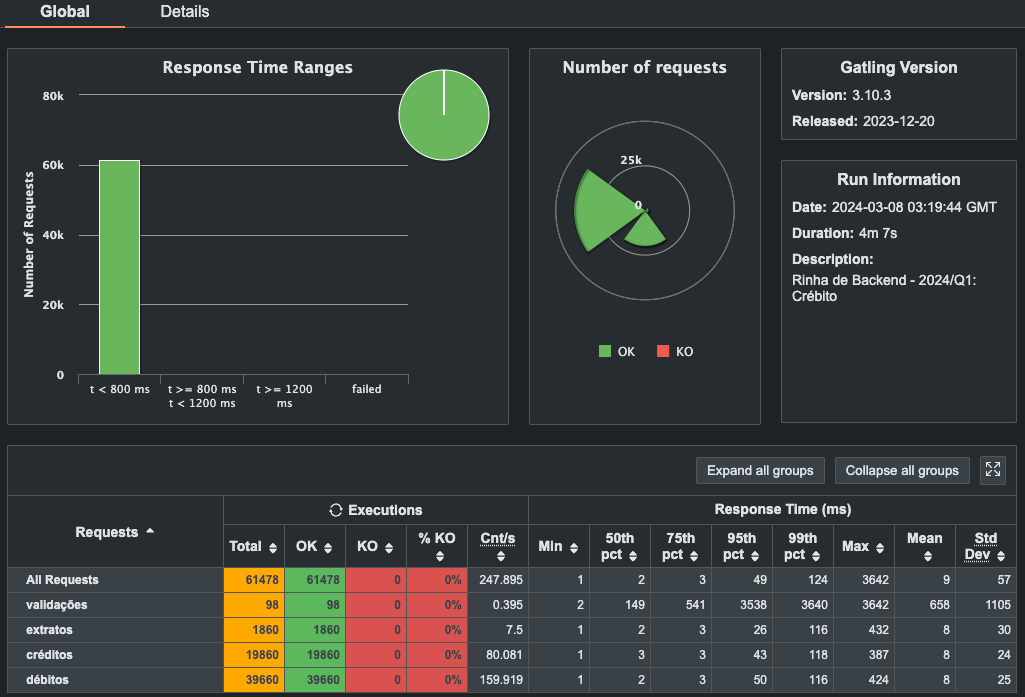 Global
Details
Response Time Ranges
80k
60k
40k
20k
0
Number of Requests
t < 800 ms
t >= 800 ms
t < 1200 ms
t >= 1200
ms
failed
Number of requests
25k
0
OK
KO
Gatling Version
Version: 3.10.3
Released: 2023-12-20
Run Information
Date: 2024-03-08 03:19:44 GMT
Duration: 4m 7s
Description:
Rinha de Backend - 2024/Q1:
Crébito
Expand all groups
Collapse all groups
Requests
Executions
Response Time (ms)
Total OK KO % KO Cnt/s Min 50th pct 75th pct 95th pct 99th pct Max Mean Std Dev
All Requests 61478 61478 0 0% 247.895 1 2 3 49 124 3642 9 57
validações 98 98 0 0% 0.395 2 149 541 3538 3640 3642 658 1105
extratos 1860 1860 0 0% 7.5 1 2 3 26 116 432 8 30
créditos 19860 19860 0 0% 80.081 1 3 3 43 118 387 8 24
débitos 39660 39660 0 0% 159.919 1 2 3 50 116 424 8 25